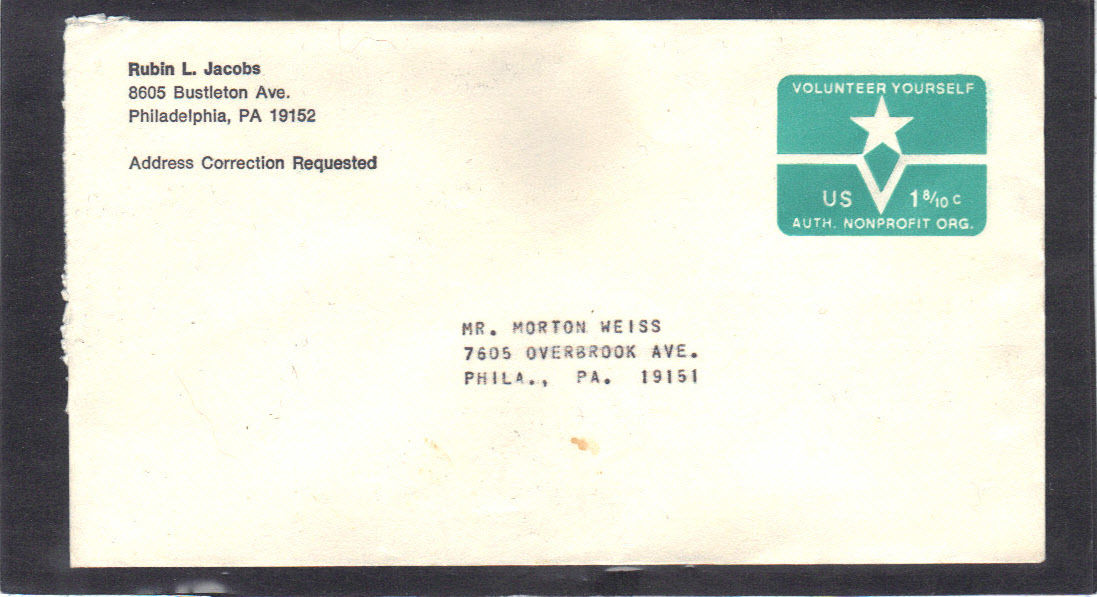 Rubin L. Jacobs
8605 Bustleton Ave.
Philadelphia, PA 19152
Address Correction Requested
VOLUNTEER YOURSELF
US 1 8/10 c
AUTH. NONPROFIT ORG.
MR. MORTON WEISS
7605 OVERBROOK AVE.
PHILA., PA. 19151